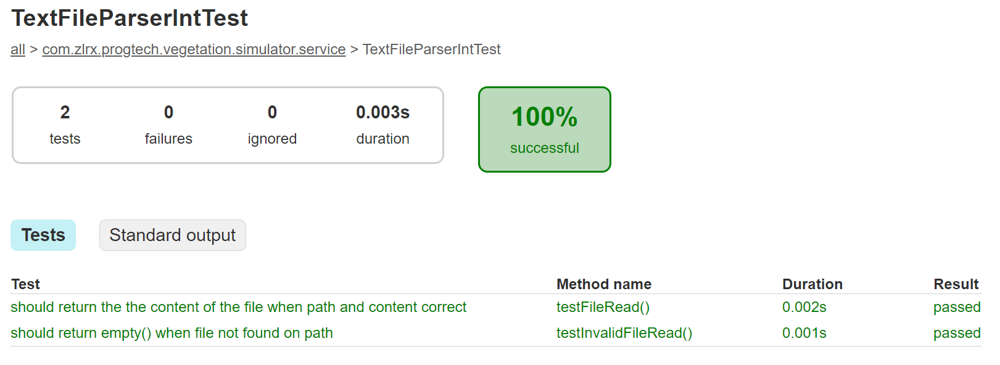 TextFileParserIntTest
all > com.zlrx.progtech.vegetation.simulator.service > TextFileParserIntTest
2 0 0 0.003s 100%
tests failures ignored duration successful
Tests Standard output
Test Method name Duration Result
should return the the content of the file when path and content correct testFileRead() 0.002s passed
should return empty() when file not found on path testInvalidFileRead() 0.001s passed